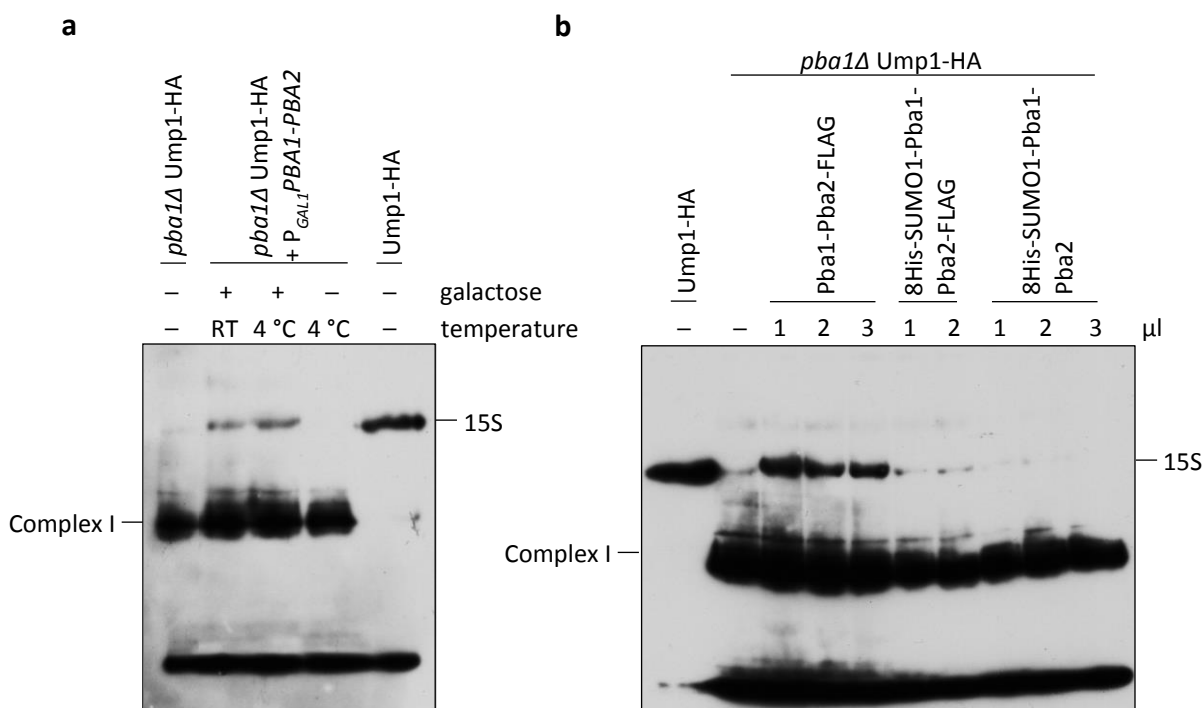 a
pba1Δ Ump1-HA
pba1Δ Ump1-HA
+ PGAL1PBA1-PBA2
Ump1-HA
– + + – – galactose
– RT 4 °C 4 °C – temperature
15S
Complex I
b
pba1Δ Ump1-HA
Ump1-HA
Pba1-Pba2-FLAG
8His-SUMO1-Pba1-
Pba2-FLAG
8His-SUMO1-Pba1-
Pba2
– – 1 2 3 1 2 1 2 3 µl
15S
Complex I